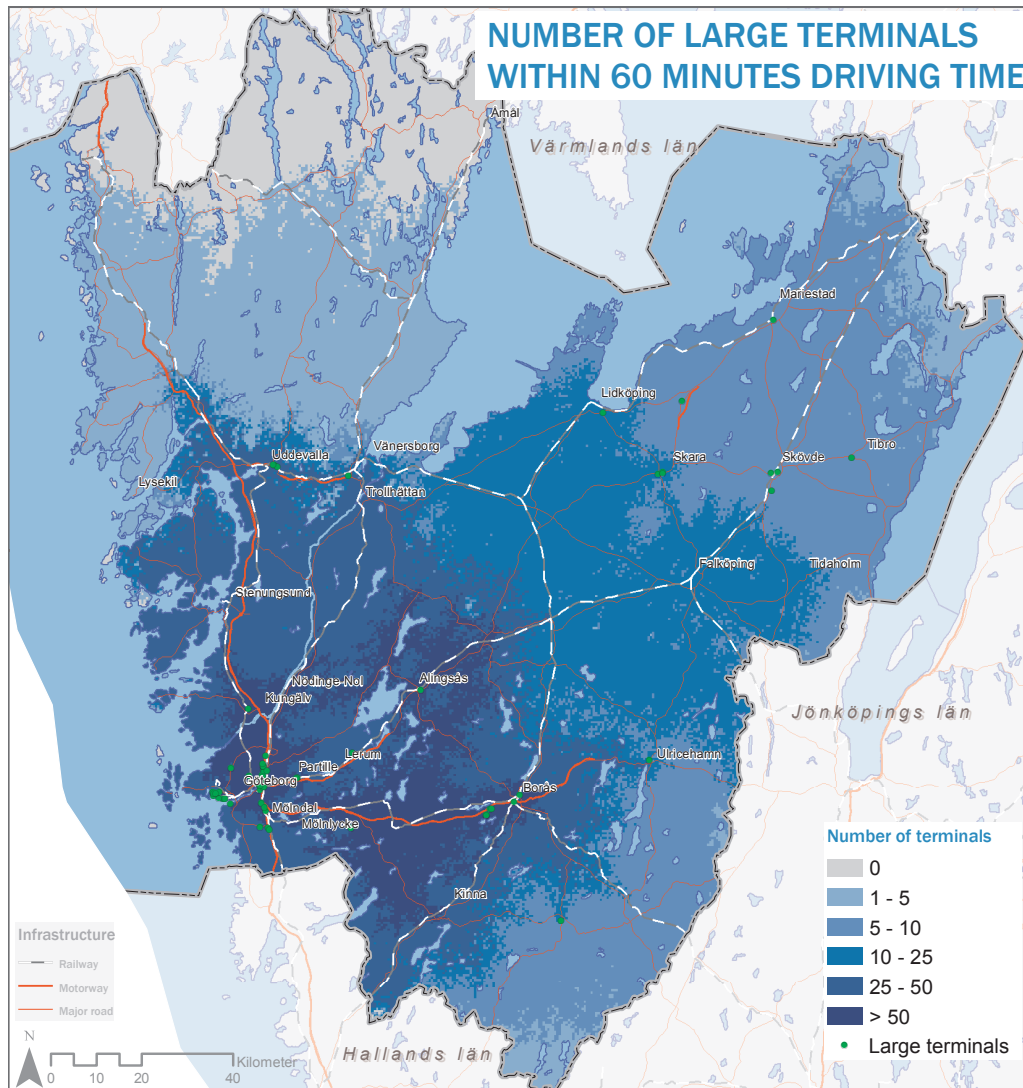 NUMBER OF LARGE TERMINALS
WITHIN 60 MINUTES DRIVING TIME
Åmål
Värmlands län
Mariestad
Lidköping
Tibro
Skara
Skövde
Vänersborg
Uddevalla
Lysekil
Trollhättan
Falköping
Tidaholm
Stenungsund
Nödinge-Nol
Alingsås
Kungälv
Jönköpings län
Lerum
Ulricehamn
Partille
Göteborg
Borås
Mölndal
Mölnlycke
Kinna
Number of terminals
0
1 - 5
5 - 10
10 - 25
25 - 50
> 50
Large terminals
Infrastructure
Railway
Motorway
Major road
N
Hallands län
Kilometer
0 10 20 40